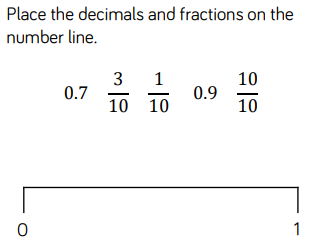 Place the decimals and fractions on the
number line.
0.7 3/10 1/10 0.9 10/10
0 1